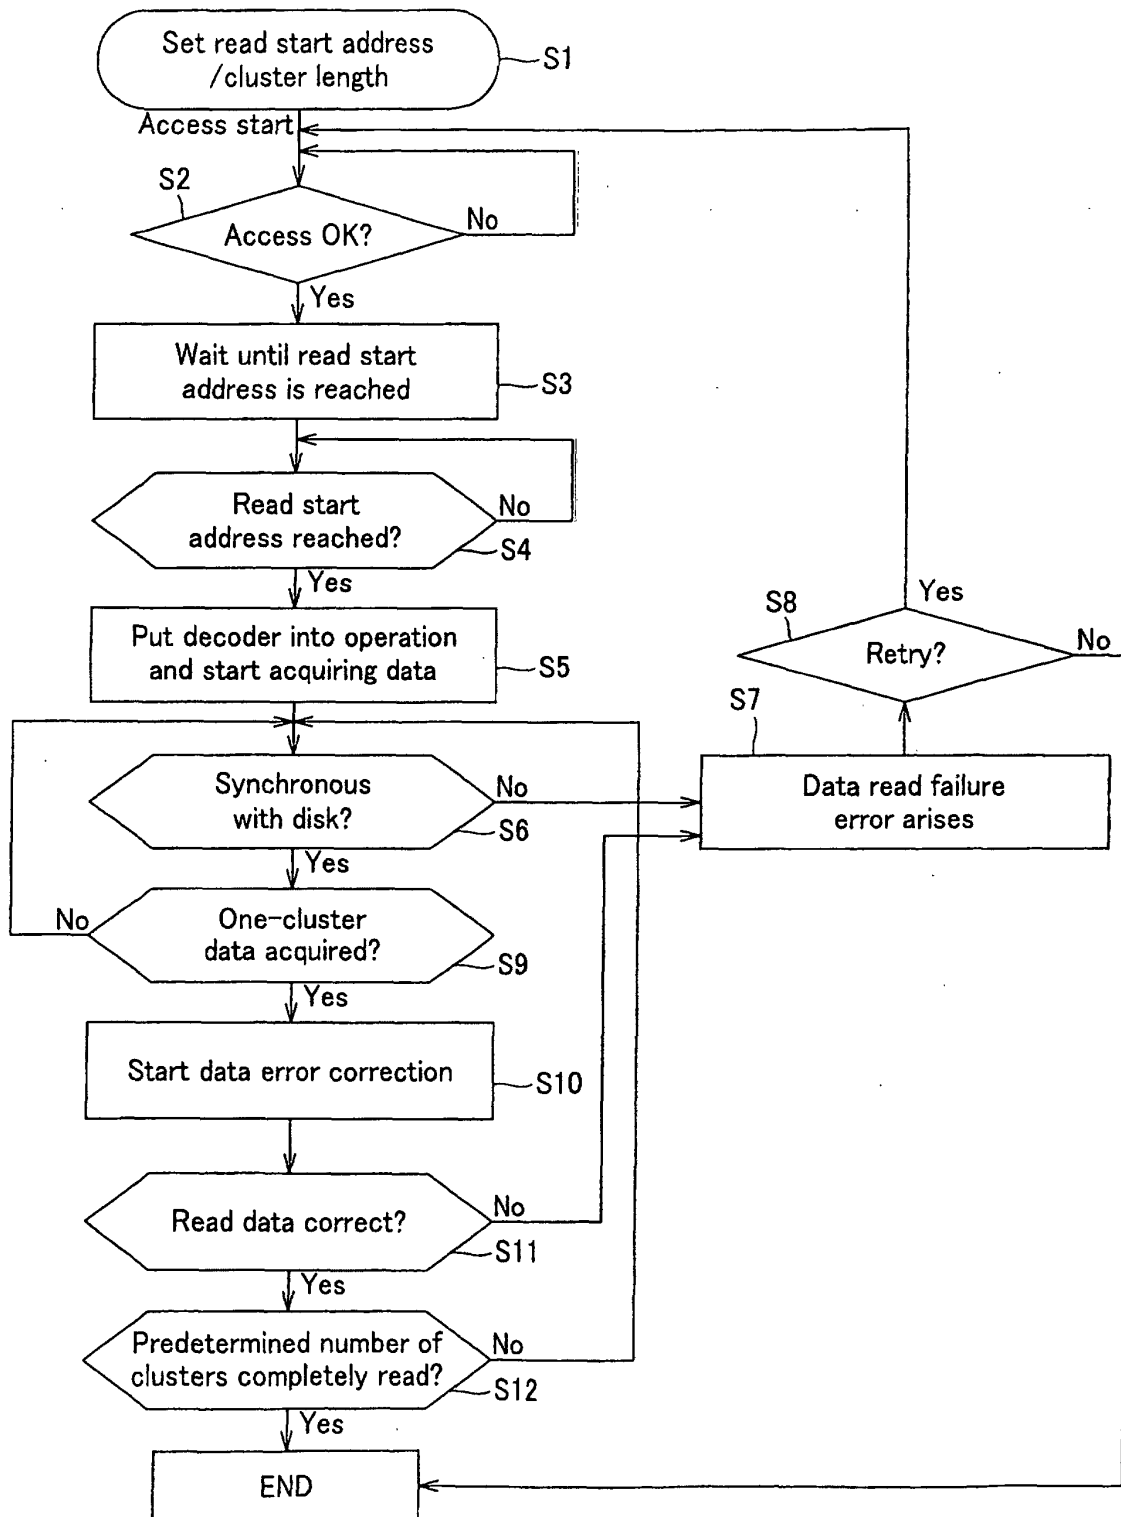 Set read start address
/cluster length
S1
Access start
S2
Access OK?
No
Yes
Wait until read start
address is reached
S3
Read start
address reached?
No
S4
Yes
Put decoder into operation
and start acquiring data
S5
Synchronous
with disk?
No
S6
Yes
S7
Data read failure
error arises
S8
Retry?
Yes
No
One-cluster
data acquired?
No
S9
Yes
Start data error correction
S10
Read data correct?
No
S11
Yes
Predetermined number of
clusters completely read?
No
S12
Yes
END